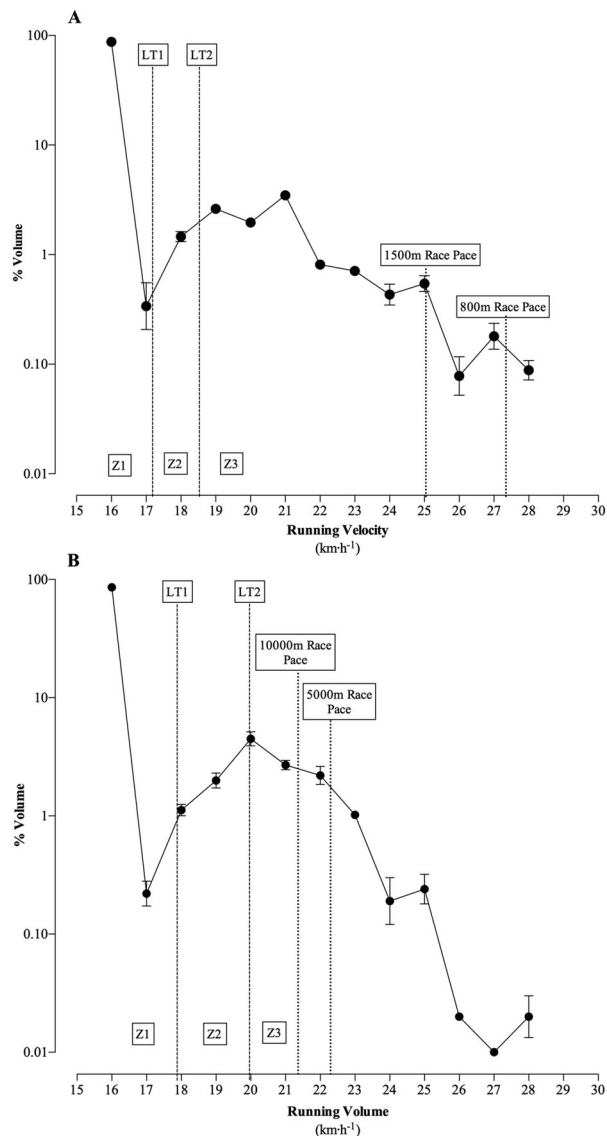 A
100
LT1
LT2
10
% Volume
1
1500m Race Pace
800m Race Pace
0.10
Z1
Z2
Z3
0.01
15 16 17 18 19 20 21 22 23 24 25 26 27 28 29 30
Running Velocity
(km·h⁻¹)
B
100
LT1
LT2
10000m Race
Pace
10
5000m Race
Pace
% Volume
1
0.10
Z1
Z2
Z3
0.01
15 16 17 18 19 20 21 22 23 24 25 26 27 28 29 30
Running Volume
(km·h⁻¹)